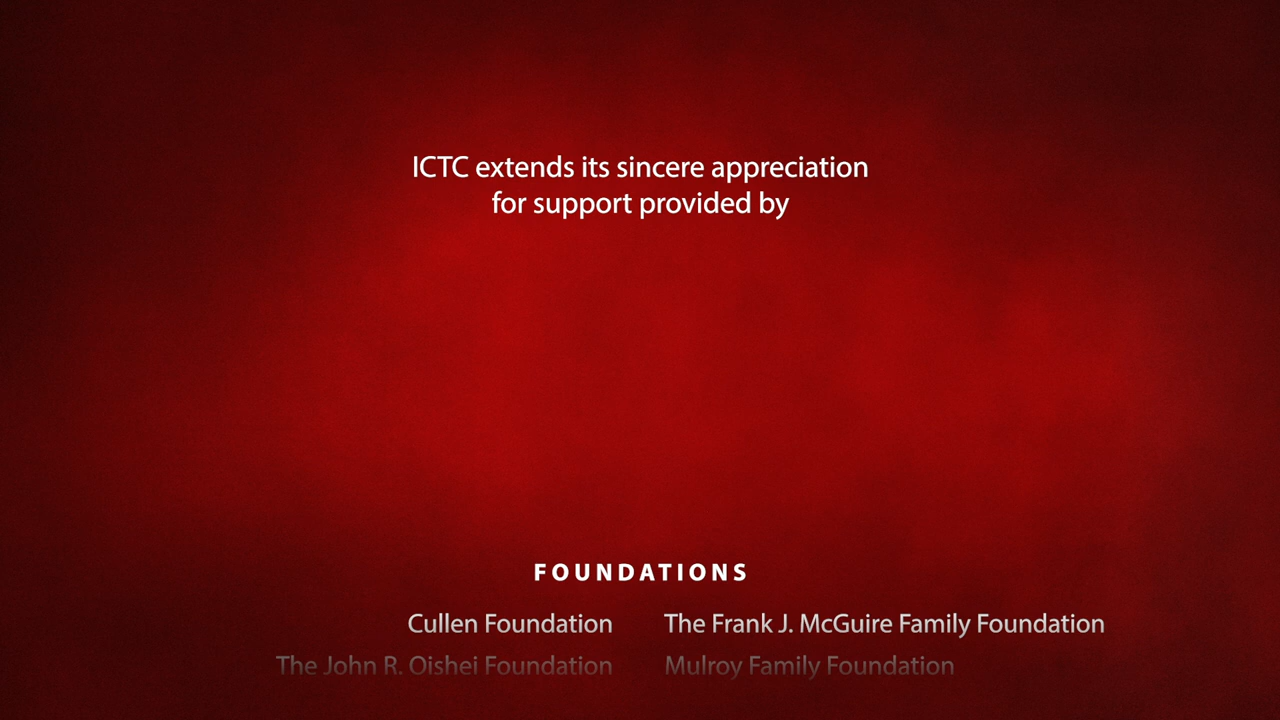 ICTC extends its sincere appreciation
for support provided by
FOUNDATIONS
Cullen Foundation The Frank J. McGuire Family Foundation
The John R. Oishei Foundation Mulroy Family Foundation